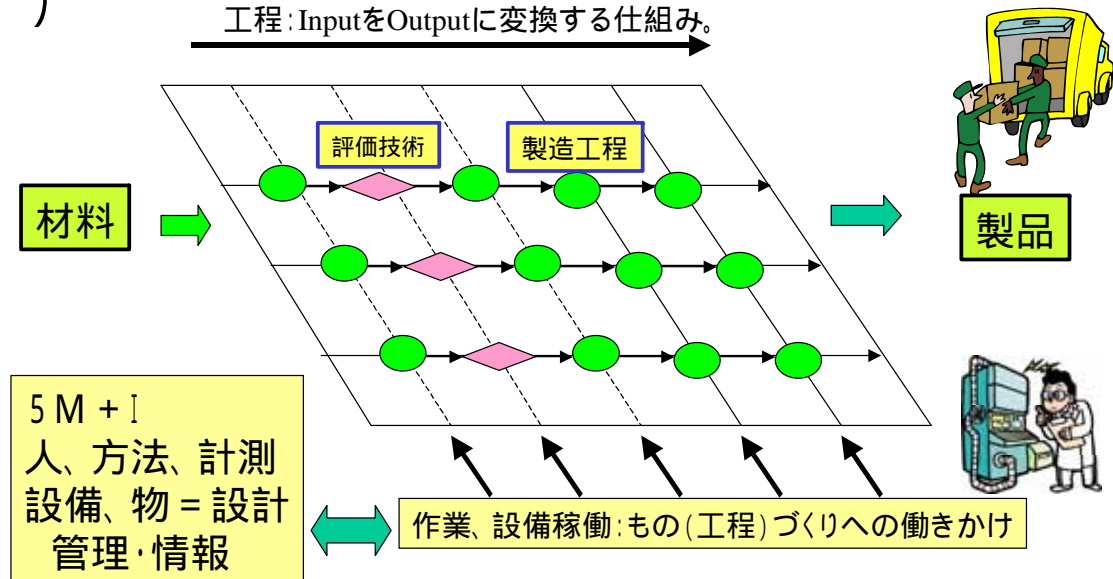 )
工程:InputをOutputに変換する仕組み。
評価技術
製造工程
材料
製品
5M+I
人、方法、計測
設備、物=設計
管理・情報
作業、設備稼働:もの(工程)づくりへの働きかけ